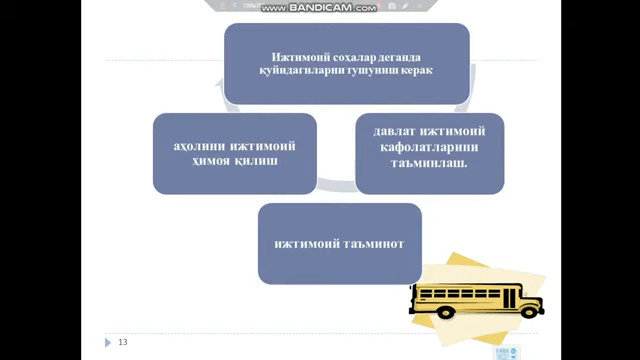 www.BANDICAM.com
Ижтимоий соҳалар деганда
қуйидагиларни тушуниш керак
аҳолини ижтимоий
ҳимоя қилиш
давлат ижтимоий
кафолатларини
таъминлаш.
ижтимоий таъминот
13